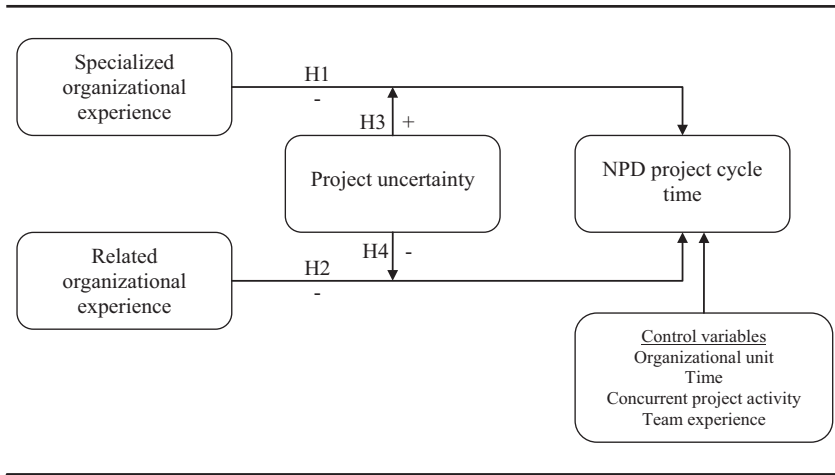 Specialized
organizational
experience
H1
-
H3 +
Project uncertainty
NPD project cycle
time
H4 -
Related
organizational
experience
H2
-
Control variables
Organizational unit
Time
Concurrent project activity
Team experience